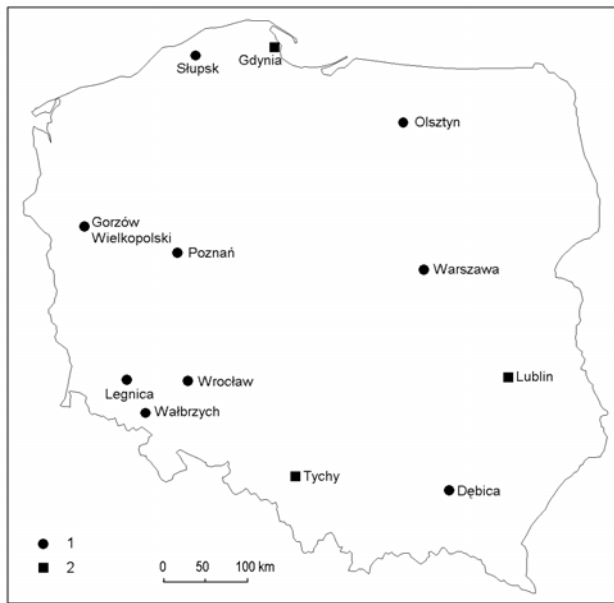 Słupsk
Gdynia
Olsztyn
Gorzów
Wielkopolski
Poznań
Warszawa
Legnica
Wrocław
Wałbrzych
Lublin
Tychy
Dębica
1
2
0 50 100 km